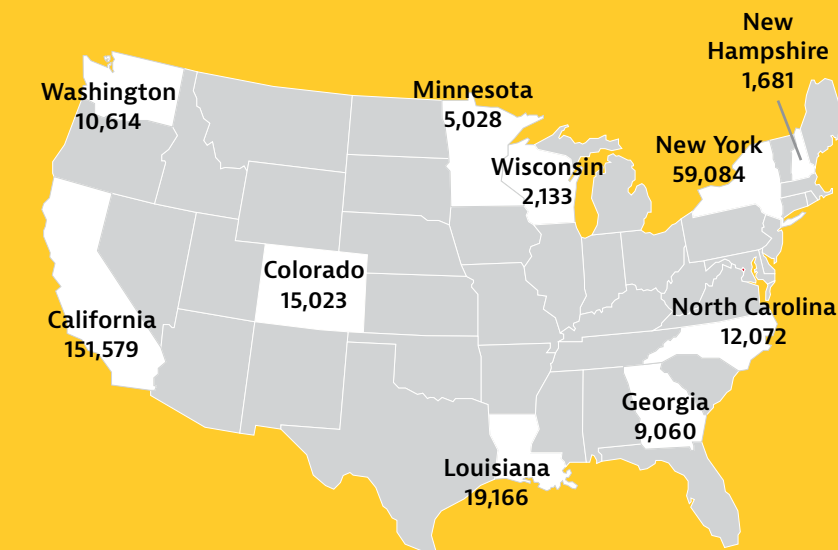 New
Hampshire
1,681
Washington
10,614
Minnesota
5,028
Wisconsin
2,133
New York
59,084
Colorado
15,023
California
151,579
North Carolina
12,072
Georgia
9,060
Louisiana
19,166